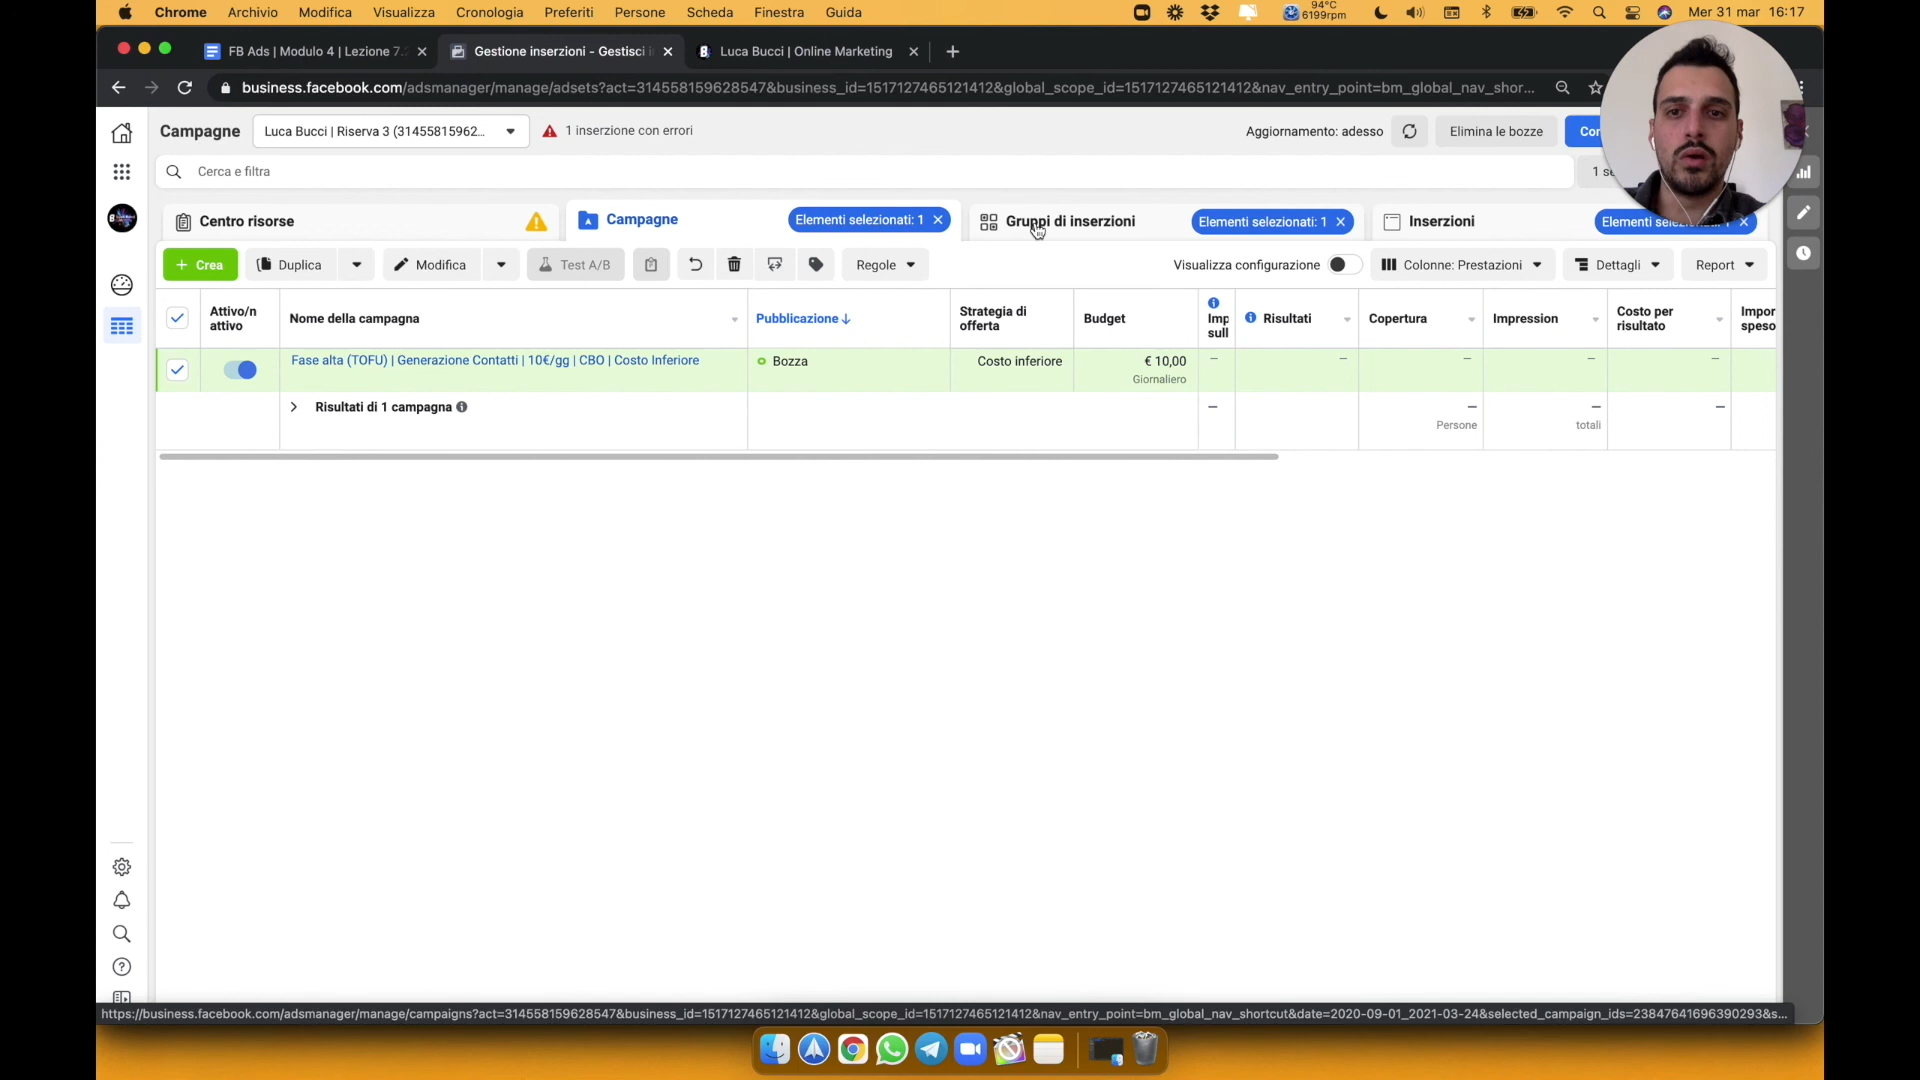 Chrome Archivio Modifica Visualizza Cronologia Preferiti Persone Scheda Finestra Guida 94°C 6199rpm Mer 31 mar 16:17
FB Ads | Modulo 4 | Lezione 7. Gestione inserzioni - Gestisci i Luca Bucci | Online Marketing
business.facebook.com/adsmanager/manage/adsets?act=314558159628547&business_id=1517127465121412&global_scope_id=1517127465121412&nav_entry_point=bm_global_nav_shor...
Campagne Luca Bucci | Riserva 3 (31455815962... 1 inserzione con errori Aggiornamento: adesso Elimina le bozze
Cerca e filtra
Centro risorse Campagne Elementi selezionati: 1 Gruppi di inserzioni Elementi selezionati: 1 Inserzioni
Crea Duplica Modifica Test A/B Regole Visualizza configurazione Colonne: Prestazioni Dettagli Report
Attivo/n attivo Nome della campagna Pubblicazione Strategia di offerta Budget Imp sull Risultati Copertura Impression Costo per risultato Impor speso
Fase alta (TOFU) | Generazione Contatti | 10€/gg | CBO | Costo Inferiore Bozza Costo inferiore € 10,00 — — — — —
Giornaliero
Risultati di 1 campagna — — — —
Persone totali
https://business.facebook.com/adsmanager/manage/campaigns?act=314558159628547&business_id=1517127465121412&global_scope_id=1517127465121412&nav_entry_point=bm_global_nav_shortcut&date=2020-09-01_2021-03-24&selected_campaign_ids=23847641696390293&s...